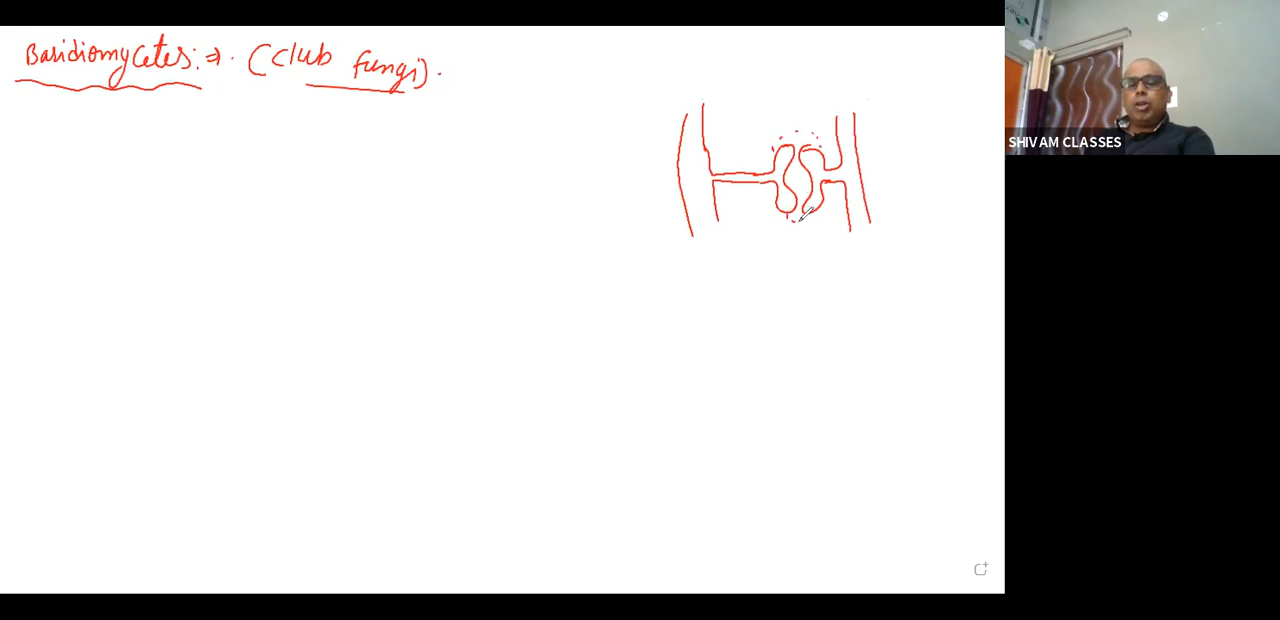 Basidiomycetes :⇒ (Club fungi).
SHIVAM CLASSES